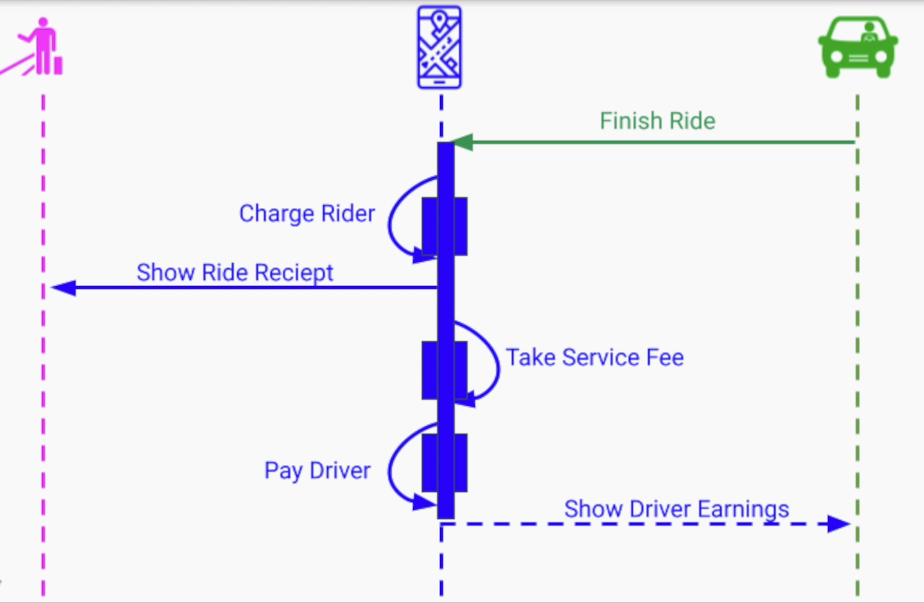 Finish Ride
Charge Rider
Show Ride Reciept
Take Service Fee
Pay Driver
Show Driver Earnings